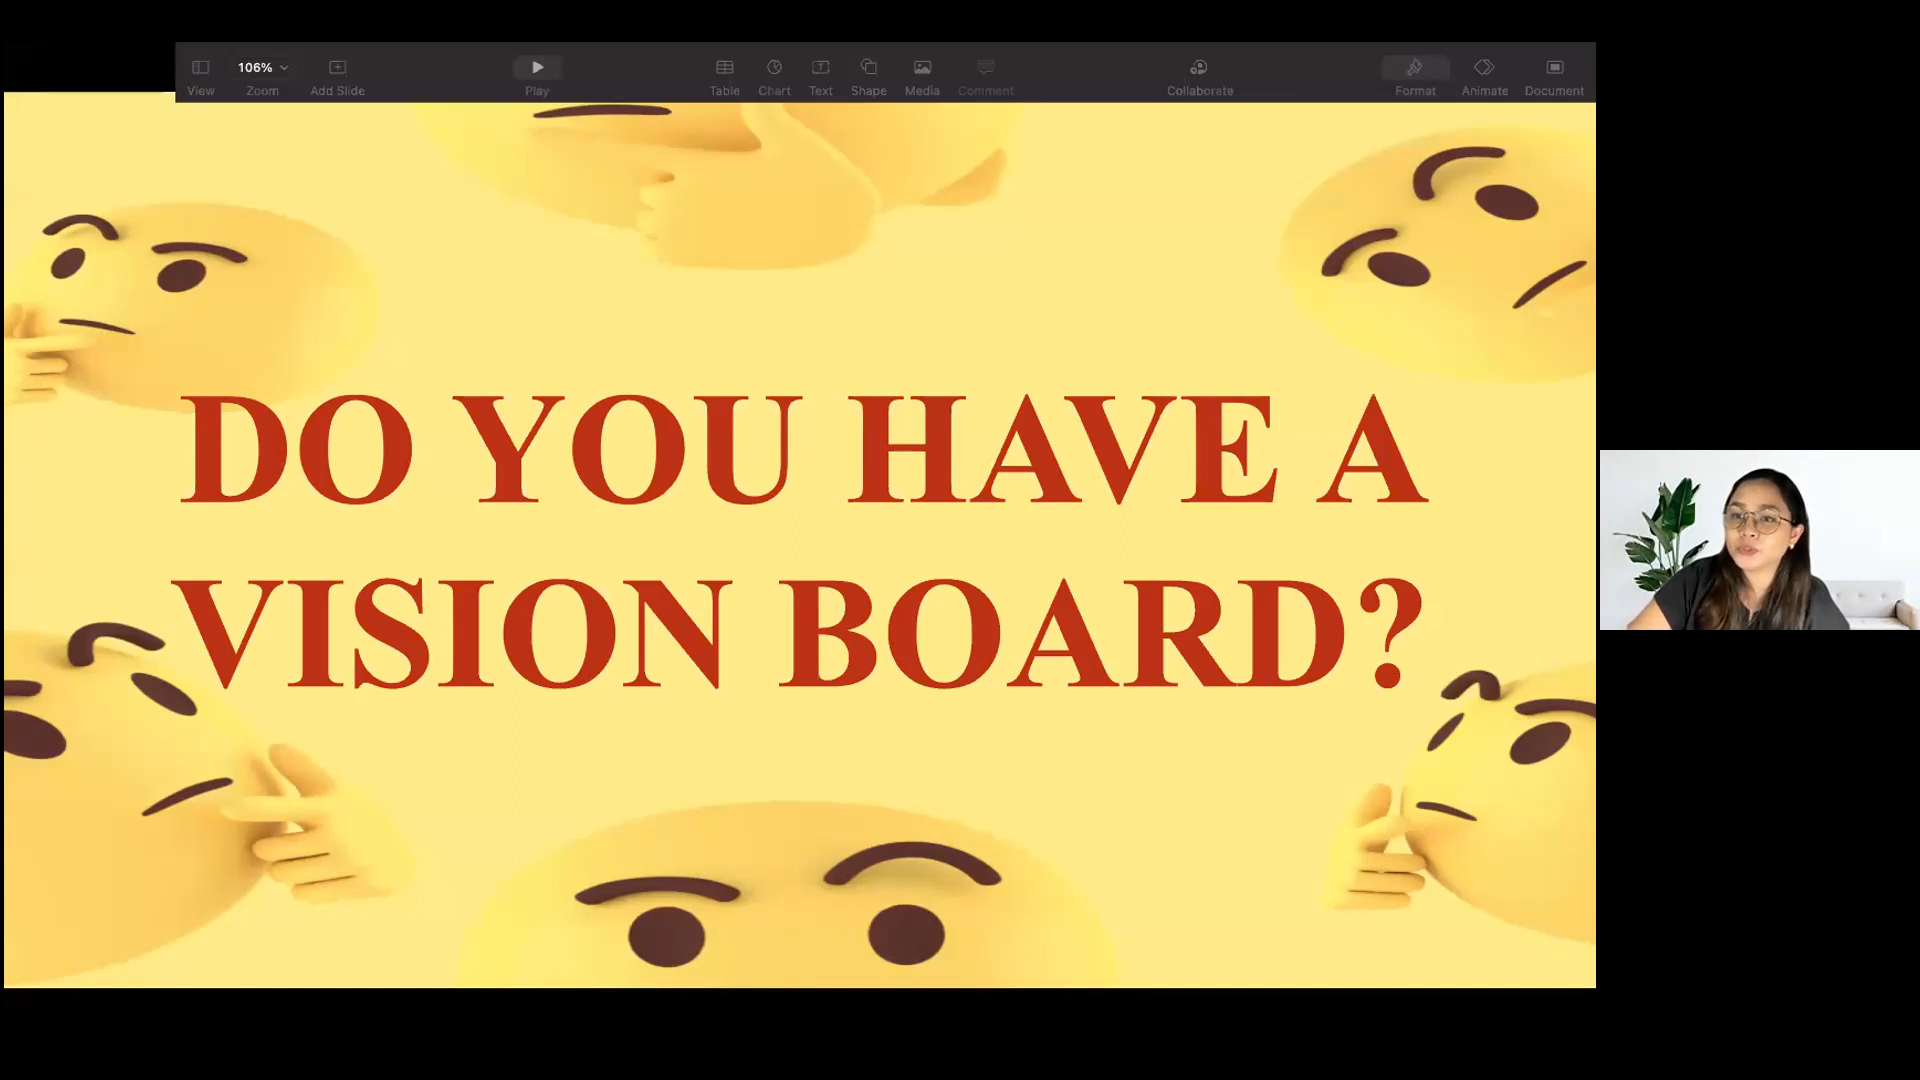 106%
View
Zoom
Add Slide
Play
Table
Chart
Text
Shape
Media
Comment
Collaborate
Format
Animate
Document
DO YOU HAVE A
VISION BOARD?